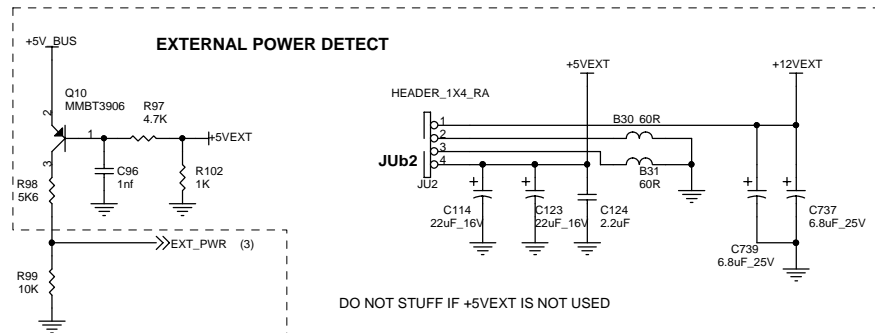 +5V_BUS
EXTERNAL POWER DETECT
Q10
MMBT3906
2
1
3
R97
4.7K
+5VEXT
C96
1nf
R102
1K
R98
5K6
EXT_PWR (3)
R99
10K
+5VEXT
+12VEXT
HEADER_1X4_RA
1
2
3
4
JUb2
JU2
B30 60R
B31
60R
+
C114
22uF_16V
+
C123
22uF_16V
C124
2.2uF
+
C739
6.8uF_25V
+
C737
6.8uF_25V
DO NOT STUFF IF +5VEXT IS NOT USED